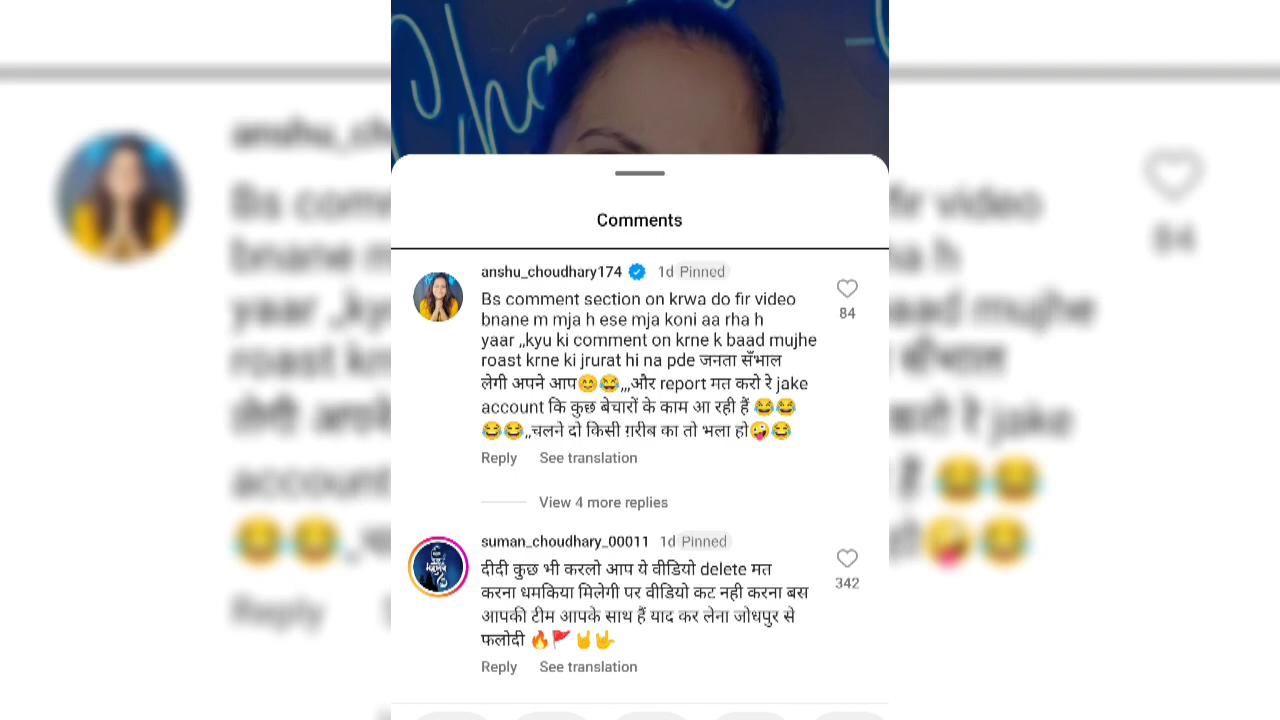 Comments
anshu_choudhary174 1d Pinned
Bs comment section on krwa do fir video
bnane m mja h ese mja koni aa rha h
yaar ,,kyu ki comment on krne k baad mujhe
roast krne ki jrurat hi na pde जनता सँभाल
लेगी अपने आप😊😂,,,और report मत करो रे jake
account कि कुछ बेचारों के काम आ रही हैं 😂😂
😂😂,,चलने दो किसी ग़रीब का तो भला हो🤪😂
84
Reply See translation
View 4 more replies
suman_choudhary_00011 1d Pinned
दीदी कुछ भी करलो आप ये वीडियो delete मत
करना धमकिया मिलेगी पर वीडियो कट नही करना बस
आपकी टीम आपके साथ हैं याद कर लेना जोधपुर से
फलोदी 🔥🚩🤘🤟
342
Reply See translation